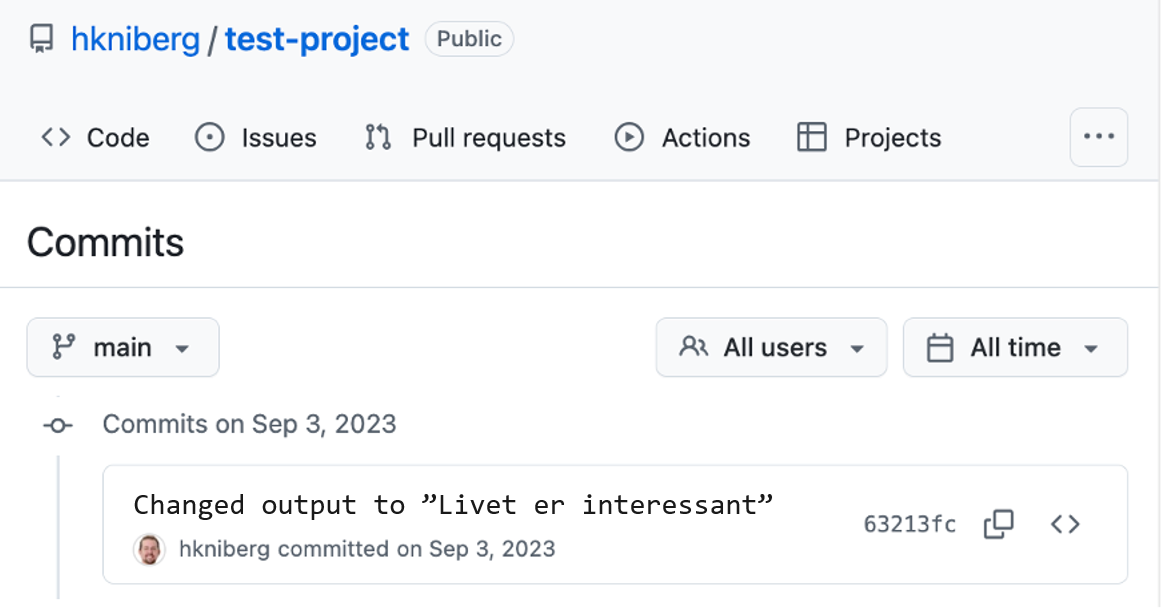 hkniberg / test-project Public
Code Issues Pull requests Actions Projects
Commits
main All users All time
Commits on Sep 3, 2023
Changed output to ”Livet er interessant”
63213fc
hkniberg committed on Sep 3, 2023